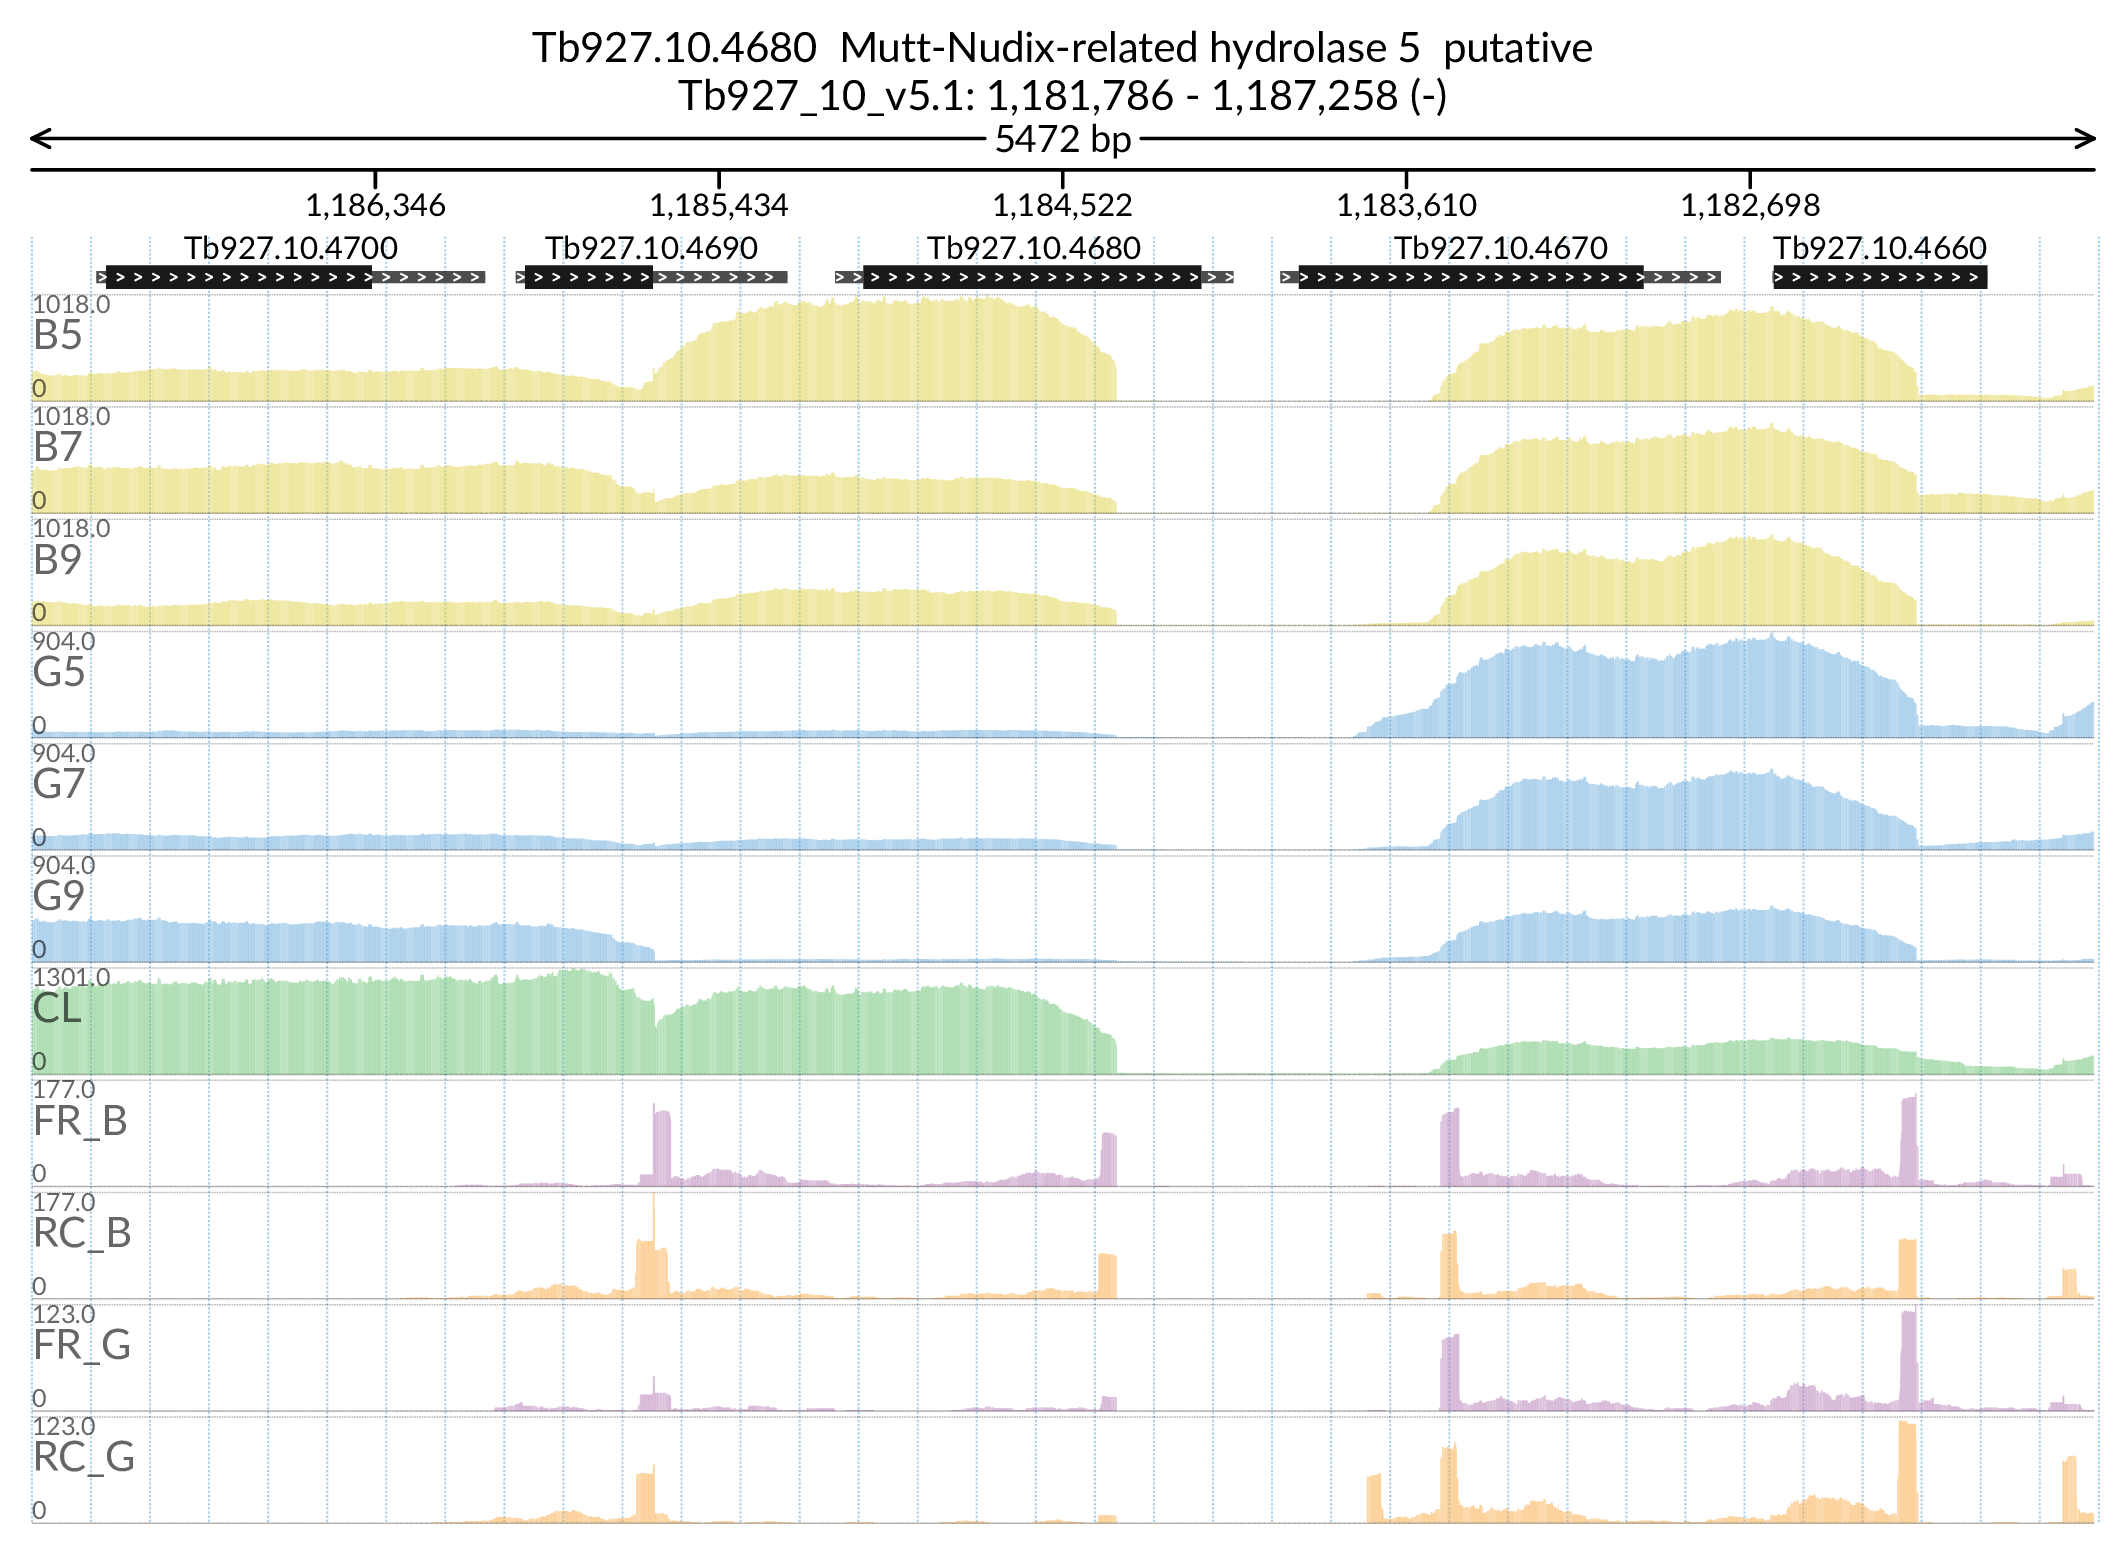 Tb927.10.4680  Mutt-Nudix-related hydrolase 5  putative
Tb927_10_v5.1: 1,181,786 - 1,187,258 (-)
5472 bp
1,186,346 1,185,434 1,184,522 1,183,610 1,182,698
Tb927.10.4700 Tb927.10.4690 Tb927.10.4680 Tb927.10.4670 Tb927.10.4660
1018.0
B5
0
1018.0
B7
0
1018.0
B9
0
904.0
G5
0
904.0
G7
0
904.0
G9
0
1301.0
CL
0
177.0
FR_B
0
177.0
RC_B
0
123.0
FR_G
0
123.0
RC_G
0